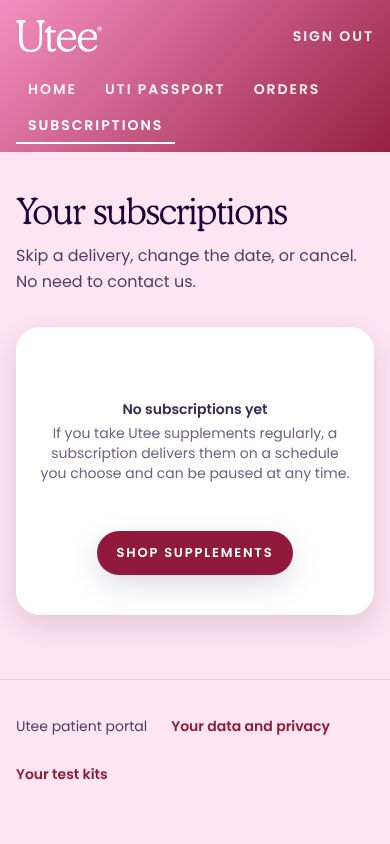 Utee®
SIGN OUT
HOME UTI PASSPORT ORDERS
SUBSCRIPTIONS
Your subscriptions
Skip a delivery, change the date, or cancel.
No need to contact us.
No subscriptions yet
If you take Utee supplements regularly, a
subscription delivers them on a schedule
you choose and can be paused at any time.
SHOP SUPPLEMENTS
Utee patient portal Your data and privacy
Your test kits